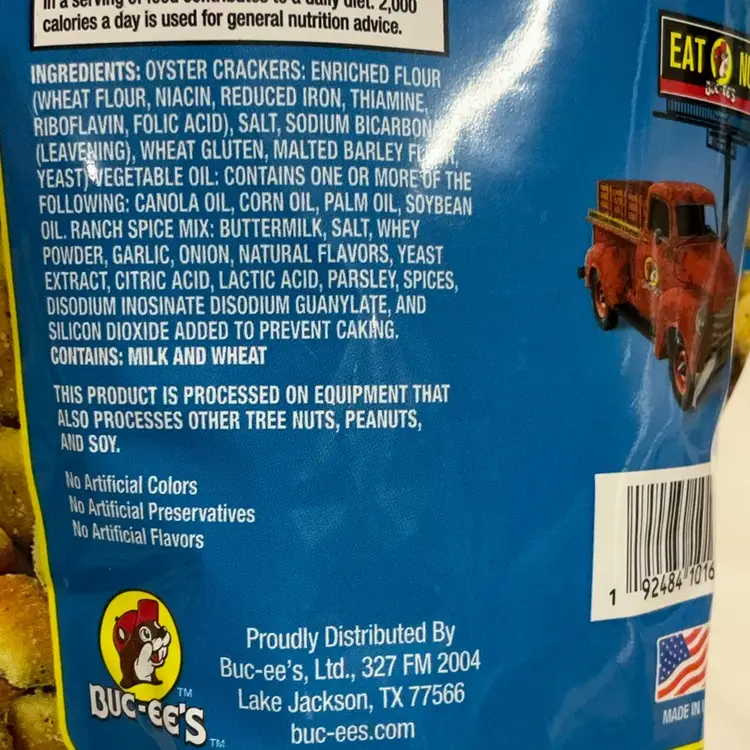 in a serving of food contributes to a daily diet. 2,000
calories a day is used for general nutrition advice.
INGREDIENTS: OYSTER CRACKERS: ENRICHED FLOUR
(WHEAT FLOUR, NIACIN, REDUCED IRON, THIAMINE,
RIBOFLAVIN, FOLIC ACID), SALT, SODIUM BICARBON
(LEAVENING), WHEAT GLUTEN, MALTED BARLEY
YEAST) VEGETABLE OIL: CONTAINS ONE OR MORE OF THE
FOLLOWING: CANOLA OIL, CORN OIL, PALM OIL, SOYBEAN
OIL. RANCH SPICE MIX: BUTTERMILK, SALT, WHEY
POWDER, GARLIC, ONION, NATURAL FLAVORS, YEAST
EXTRACT, CITRIC ACID, LACTIC ACID, PARSLEY, SPICES,
DISODIUM INOSINATE DISODIUM GUANYLATE, AND
SILICON DIOXIDE ADDED TO PREVENT CAKING.
CONTAINS: MILK AND WHEAT
THIS PRODUCT IS PROCESSED ON EQUIPMENT THAT
ALSO PROCESSES OTHER TREE NUTS, PEANUTS,
AND SOY.
No Artificial Colors
No Artificial Preservatives
No Artificial Flavors
BUC-EE'S™
TM
Proudly Distributed By
Buc-ee's, Ltd., 327 FM 2004
Lake Jackson, TX 77566
buc-ees.com
EAT
BUC-EE'S
1 92484 1016
MADE IN